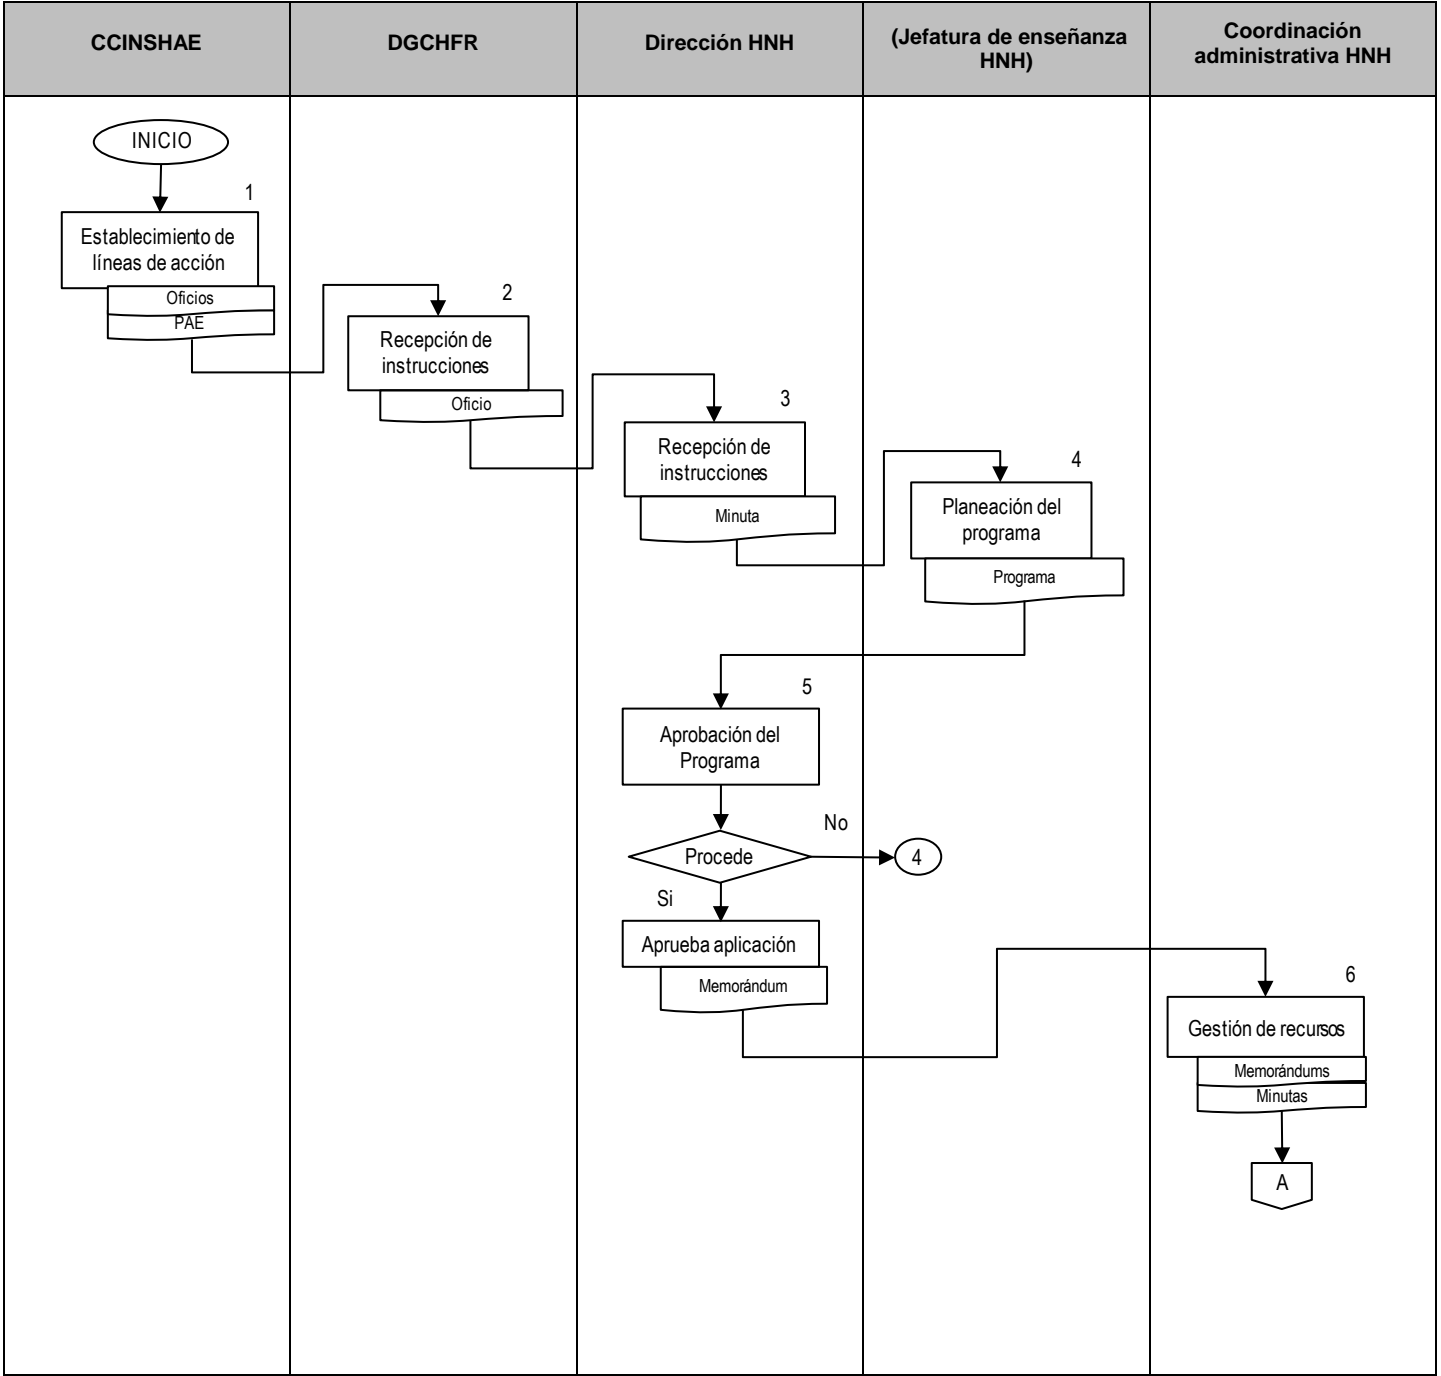 CCINSHAE
DGCHFR
Dirección HNH
(Jefatura de enseñanza
HNH)
Coordinación
administrativa HNH
INICIO
1
Establecimiento de
líneas de acción
Oficios
PAE
2
Recepción de
instrucciones
Oficio
3
Recepción de
instrucciones
Minuta
4
Planeación del
programa
Programa
5
Aprobación del
Programa
No
Procede
4
Si
Aprueba aplicación
Memorándum
6
Gestión de recursos
Memorándums
Minutas
A